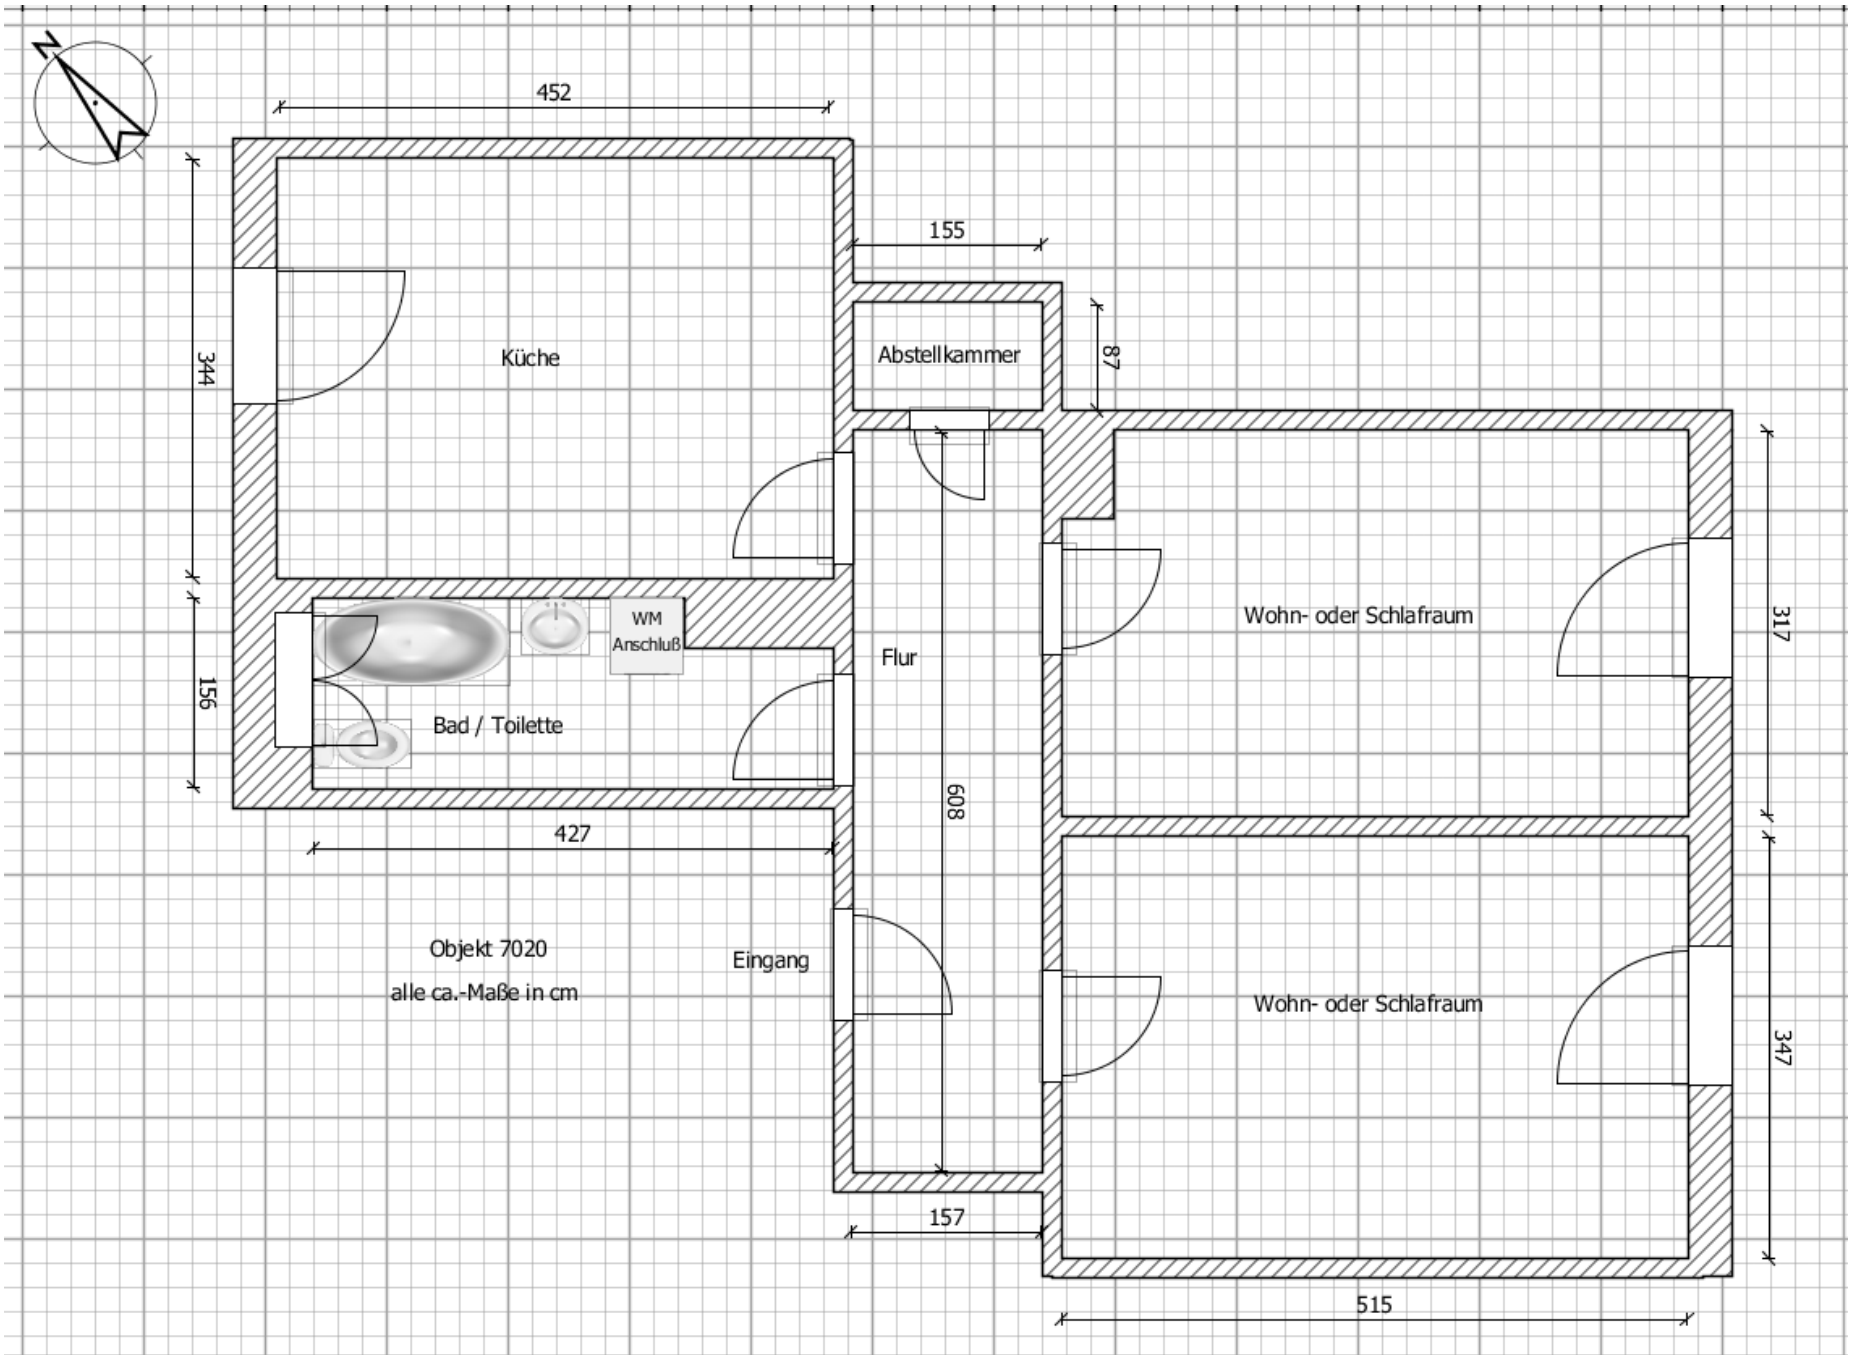 N
452
155
344
Küche
Abstellkammer
87
WM
Anschluß
Wohn- oder Schlafraum
317
Flur
156
Bad / Toilette
608
427
Objekt 7020
alle ca.-Maße in cm
Eingang
Wohn- oder Schlafraum
347
157
515